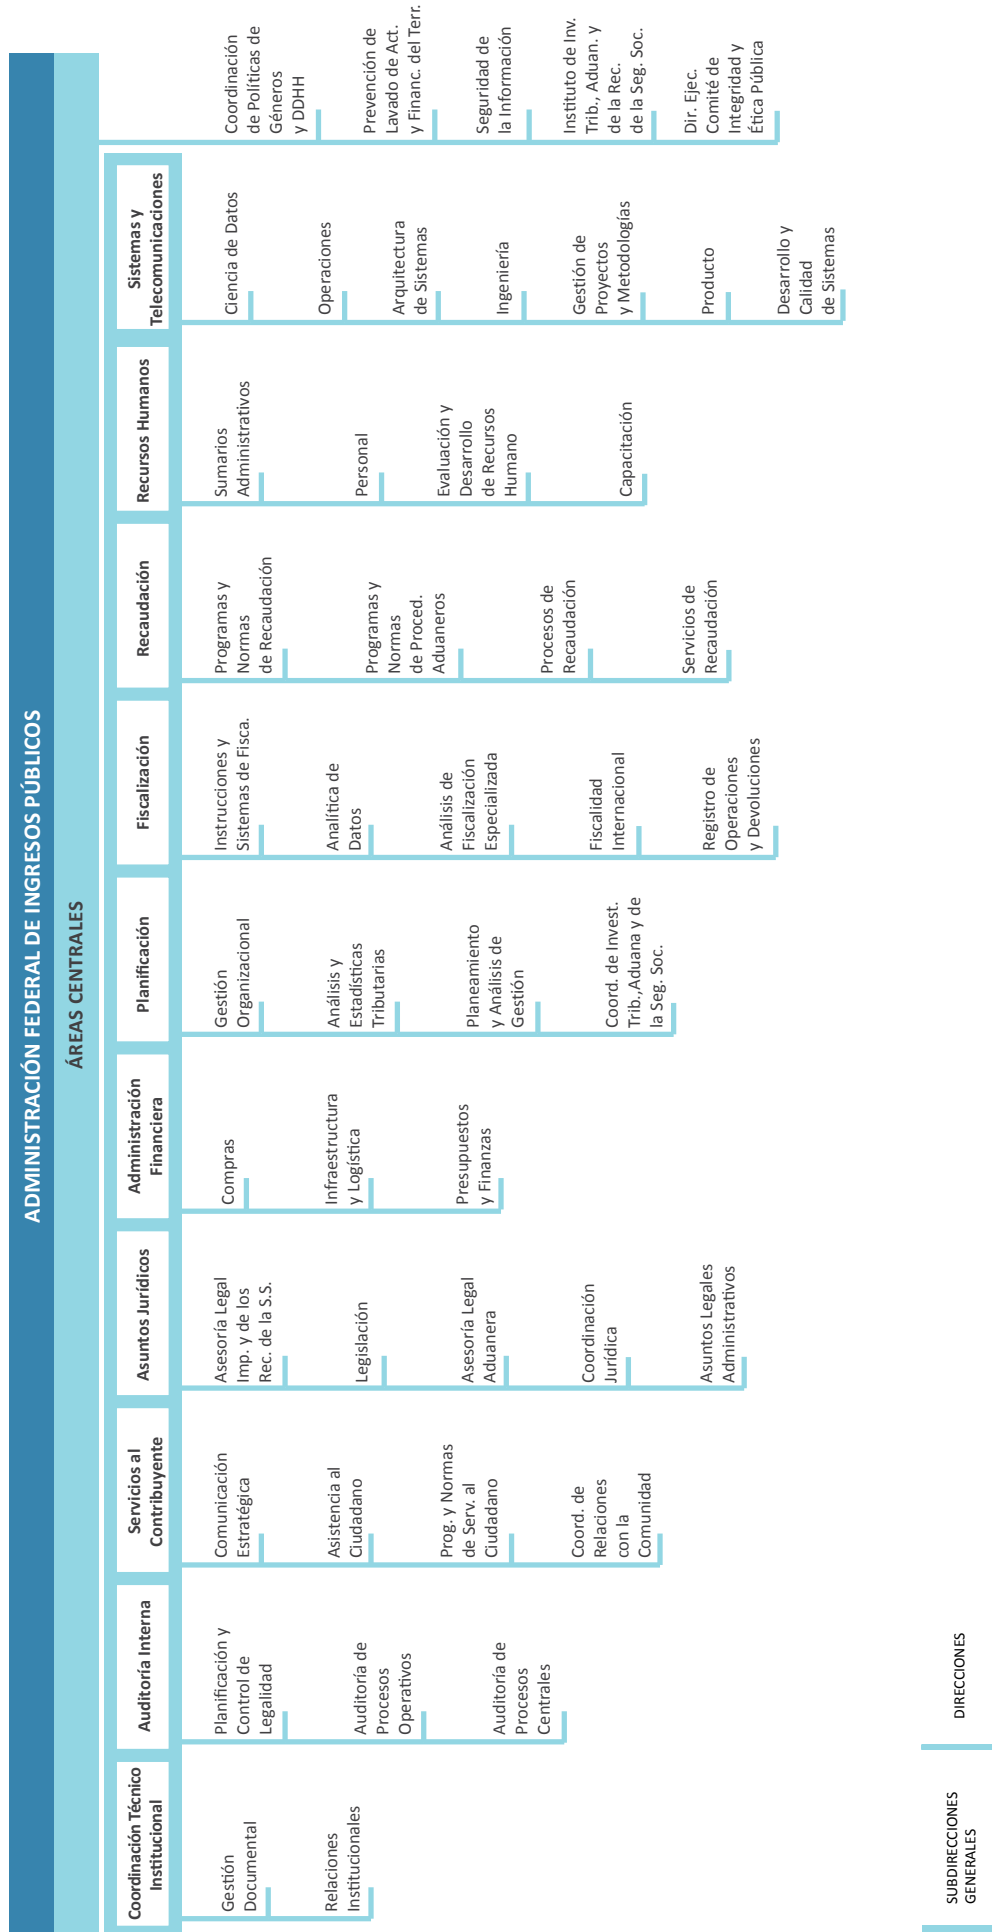 ADMINISTRACIÓN FEDERAL DE INGRESOS PÚBLICOS
ÁREAS CENTRALES
Coordinación Técnico
Institucional
Gestión
Documental
Relaciones
Institucionales
Auditoría Interna
Planificación y
Control de
Legalidad
Auditoría de
Procesos
Operativos
Auditoría de
Procesos
Centrales
Servicios al
Contribuyente
Comunicación
Estratégica
Asistencia al
Ciudadano
Prog. y Normas
de Serv. al
Ciudadano
Coord. de
Relaciones
con la
Comunidad
Asuntos Jurídicos
Asesoría Legal
Imp. y de los
Rec. de la S.S.
Legislación
Asesoría Legal
Aduanera
Coordinación
Jurídica
Asuntos Legales
Administrativos
Administración
Financiera
Compras
Infraestructura
y Logística
Presupuestos
y Finanzas
Planificación
Gestión
Organizacional
Análisis y
Estadísticas
Tributarias
Planeamiento
y Análisis de
Gestión
Coord. de Invest.
Trib.,Aduana y de
la Seg. Soc.
Fiscalización
Instrucciones y
Sistemas de Fisca.
Analítica de
Datos
Análisis de
Fiscalización
Especializada
Fiscalidad
Internacional
Registro de
Operaciones
y Devoluciones
Recaudación
Programas y
Normas
de Recaudación
Programas y
Normas
de Proced.
Aduaneros
Procesos de
Recaudación
Servicios de
Recaudación
Recursos Humanos
Sumarios
Administrativos
Personal
Evaluación y
Desarrollo
de Recursos
Humano
Capacitación
Sistemas y
Telecomunicaciones
Ciencia de Datos
Operaciones
Arquitectura
de Sistemas
Ingeniería
Gestión de
Proyectos
y Metodologías
Producto
Desarrollo y
Calidad
de Sistemas
Coordinación
de Políticas de
Géneros
y DDHH
Prevención de
Lavado de Act.
y Financ. del Terr.
Seguridad de
la Información
Instituto de Inv.
Trib., Aduan. y
de la Rec.
de la Seg. Soc.
Dir. Ejec.
Comité de
Integridad y
Ética Pública
SUBDIRECCIONES
GENERALES
DIRECCIONES